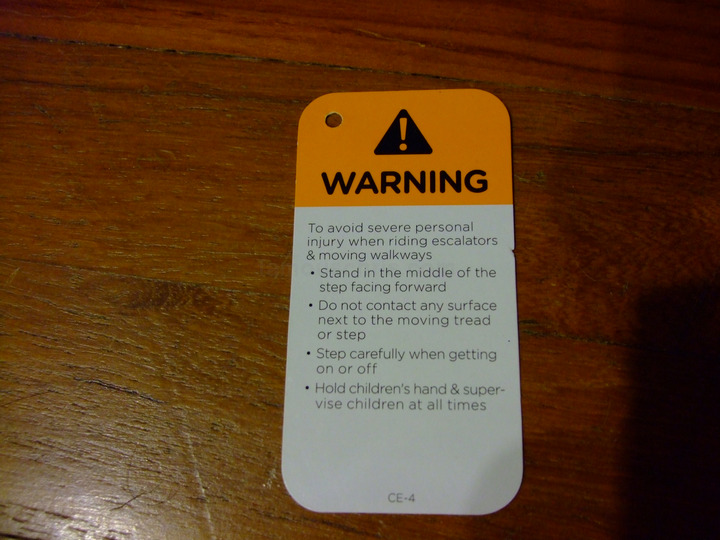 WARNING
To avoid severe personal
injury when riding escalators
& moving walkways
• Stand in the middle of the
step facing forward
• Do not contact any surface
next to the moving tread
or step
• Step carefully when getting
on or off
• Hold children's hand & super-
vise children at all times
CE-4